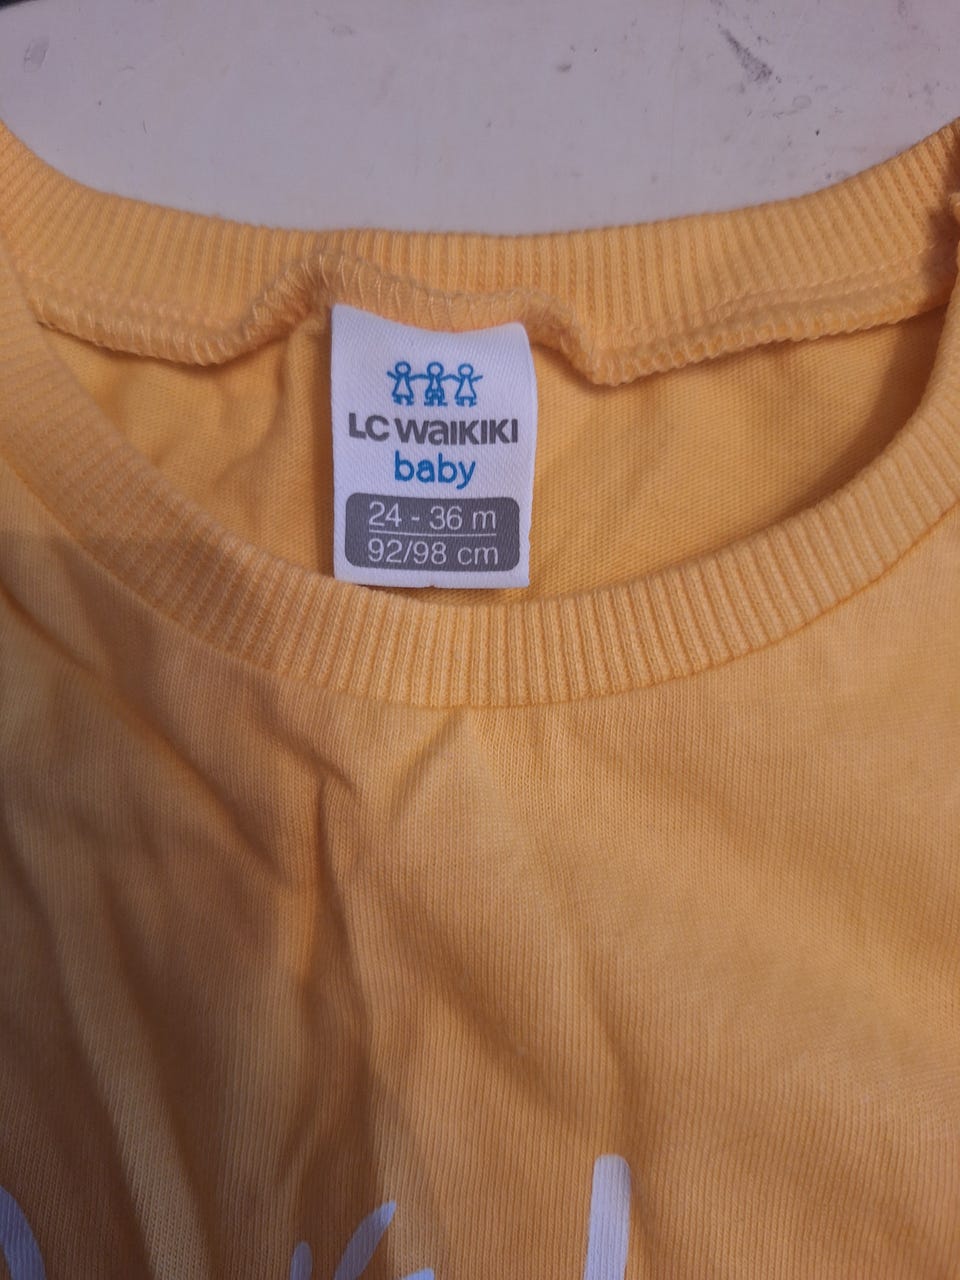 LC WAIKIKI
baby
24 - 36 m
92/98 cm